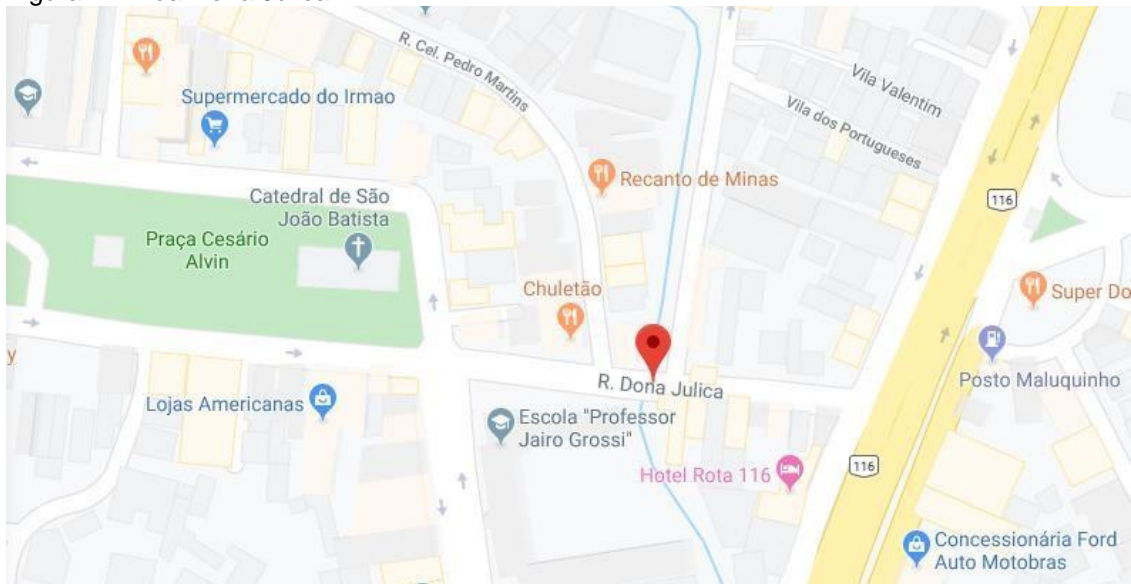 R. Cel. Pedro Martins
Vila Valentim
Vila dos Portugueses
Supermercado do Irmao
Recanto de Minas
116
Catedral de São
João Batista
Praça Cesário
Alvin
Chuletão
Super Do
R. Dona Julica
Posto Maluquinho
y
Lojas Americanas
Escola "Professor
Jairo Grossi"
Hotel Rota 116
116
Concessionária Ford
Auto Motobras